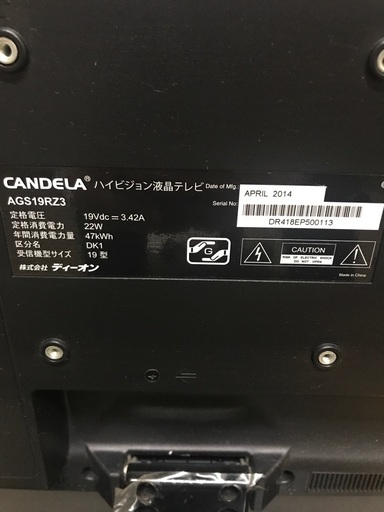 CANDELA® ハイビジョン液晶テレビ
Date of Mfg.
APRIL 2014
AGS19RZ3
Serial No:
DR418EP500113
定格電圧 : 19Vdc ⎓ 3.42A
定格消費電力 : 22W
年間消費電力量 : 47kWh
区分名 : DK1
受信機型サイズ : 19 型
株式会社 ディーオン
G
CAUTION
RISK OF ELECTRIC SHOCK
DO NOT OPEN.
Made in China